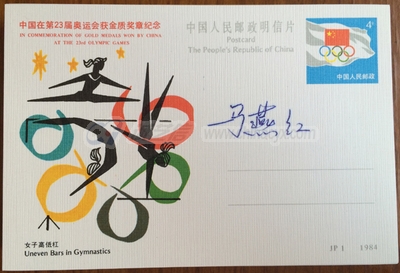 中国在第23届奥运会获金质奖章纪念
IN COMMEMORATION OF GOLD MEDALS WON BY CHINA
AT THE 23rd OLYMPIC GAMES
中国人民邮政明信片
Postcard
The People's Republic of China
4分
中国人民邮政
马燕红
女子高低杠
Uneven Bars in Gymnastics
JP 1 1984